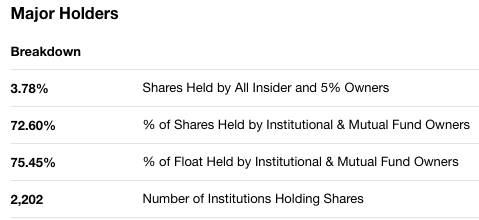 Major Holders
Breakdown
3.78% Shares Held by All Insider and 5% Owners
72.60% % of Shares Held by Institutional & Mutual Fund Owners
75.45% % of Float Held by Institutional & Mutual Fund Owners
2,202 Number of Institutions Holding Shares